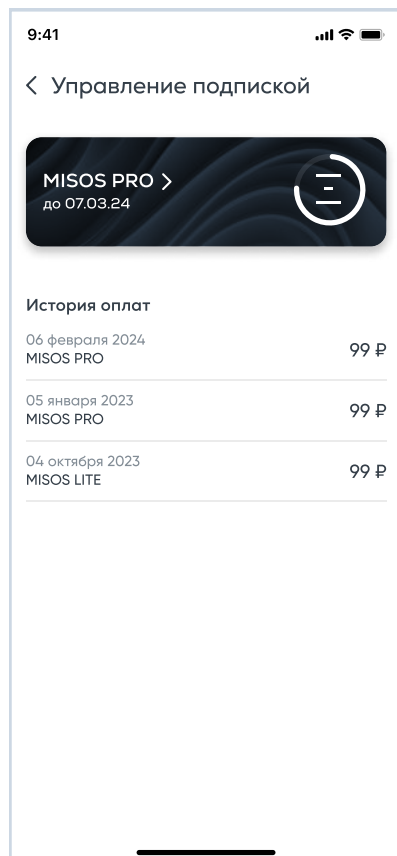 9:41
Управление подпиской
MISOS PRO
до 07.03.24
История оплат
06 февраля 2024
MISOS PRO
99 ₽
05 января 2023
MISOS PRO
99 ₽
04 октября 2023
MISOS LITE
99 ₽